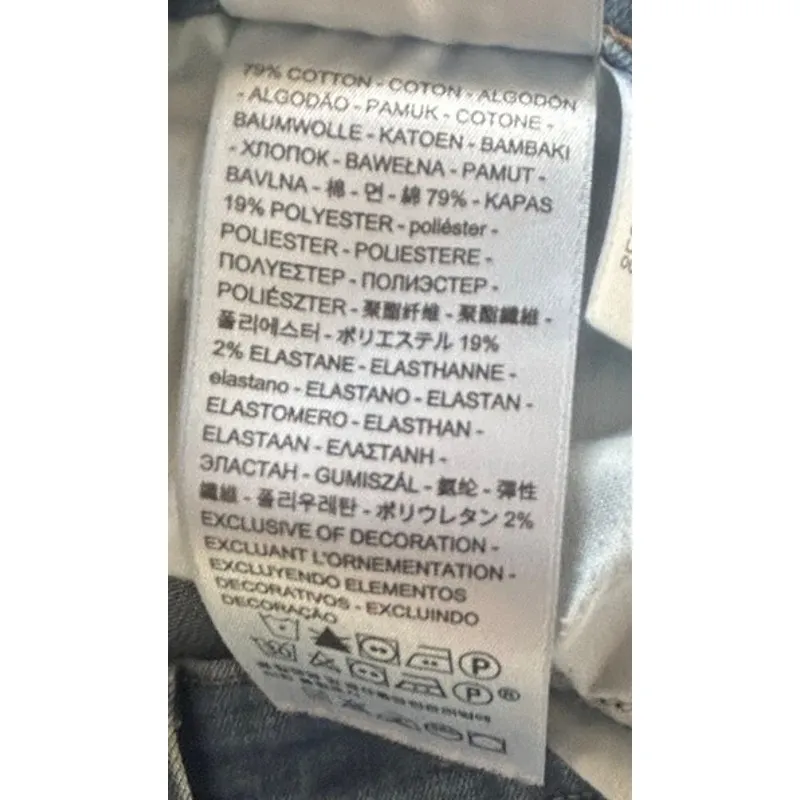 79% COTTON - COTON - ALGODÓN
- ALGODÃO - PAMUK - COTONE -
BAUMWOLLE - KATOEN - BAMBAKI
- ХЛОПОК - BAWEŁNA - PAMUT -
BAVLNA - 棉 - 면 - 綿 79% - KAPAS
19% POLYESTER - poliéster -
POLIESTER - POLIESTERE -
ΠΟΛΥΕΣΤΕΡ - ПОЛИЭСТЕР -
POLIÉSZTER - 聚酯纤维 - 聚酯纖維 -
폴리에스터 - ポリエステル 19%
2% ELASTANE - ELASTHANNE -
elastano - ELASTANO - ELASTAN -
ELASTOMERO - ELASTHAN -
ELASTAAN - ΕΛΑΣΤΑΝΗ -
ЭЛАСТАН - GUMISZÁL - 氨纶 - 彈性
纖維 - 폴리우레탄 - ポリウレタン 2%
EXCLUSIVE OF DECORATION -
EXCLUANT L'ORNEMENTATION -
EXCLUYENDO ELEMENTOS
DECORATIVOS - EXCLUINDO
DECORAÇÃO
P
P ®